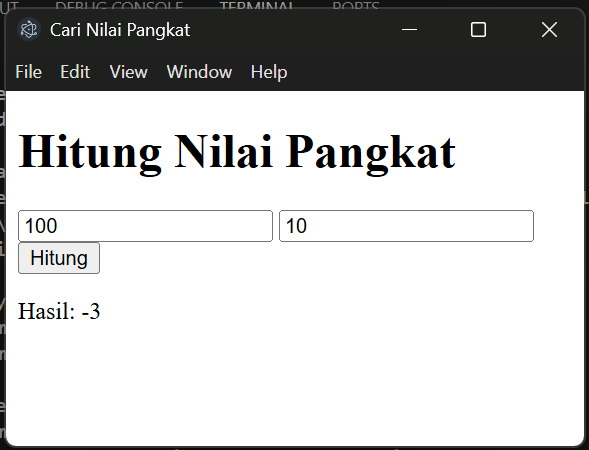 DEBUG CONSOLE TERMINAL PORTS
Cari Nilai Pangkat
File Edit View Window Help
Hitung Nilai Pangkat
100 10
Hitung
Hasil: -3